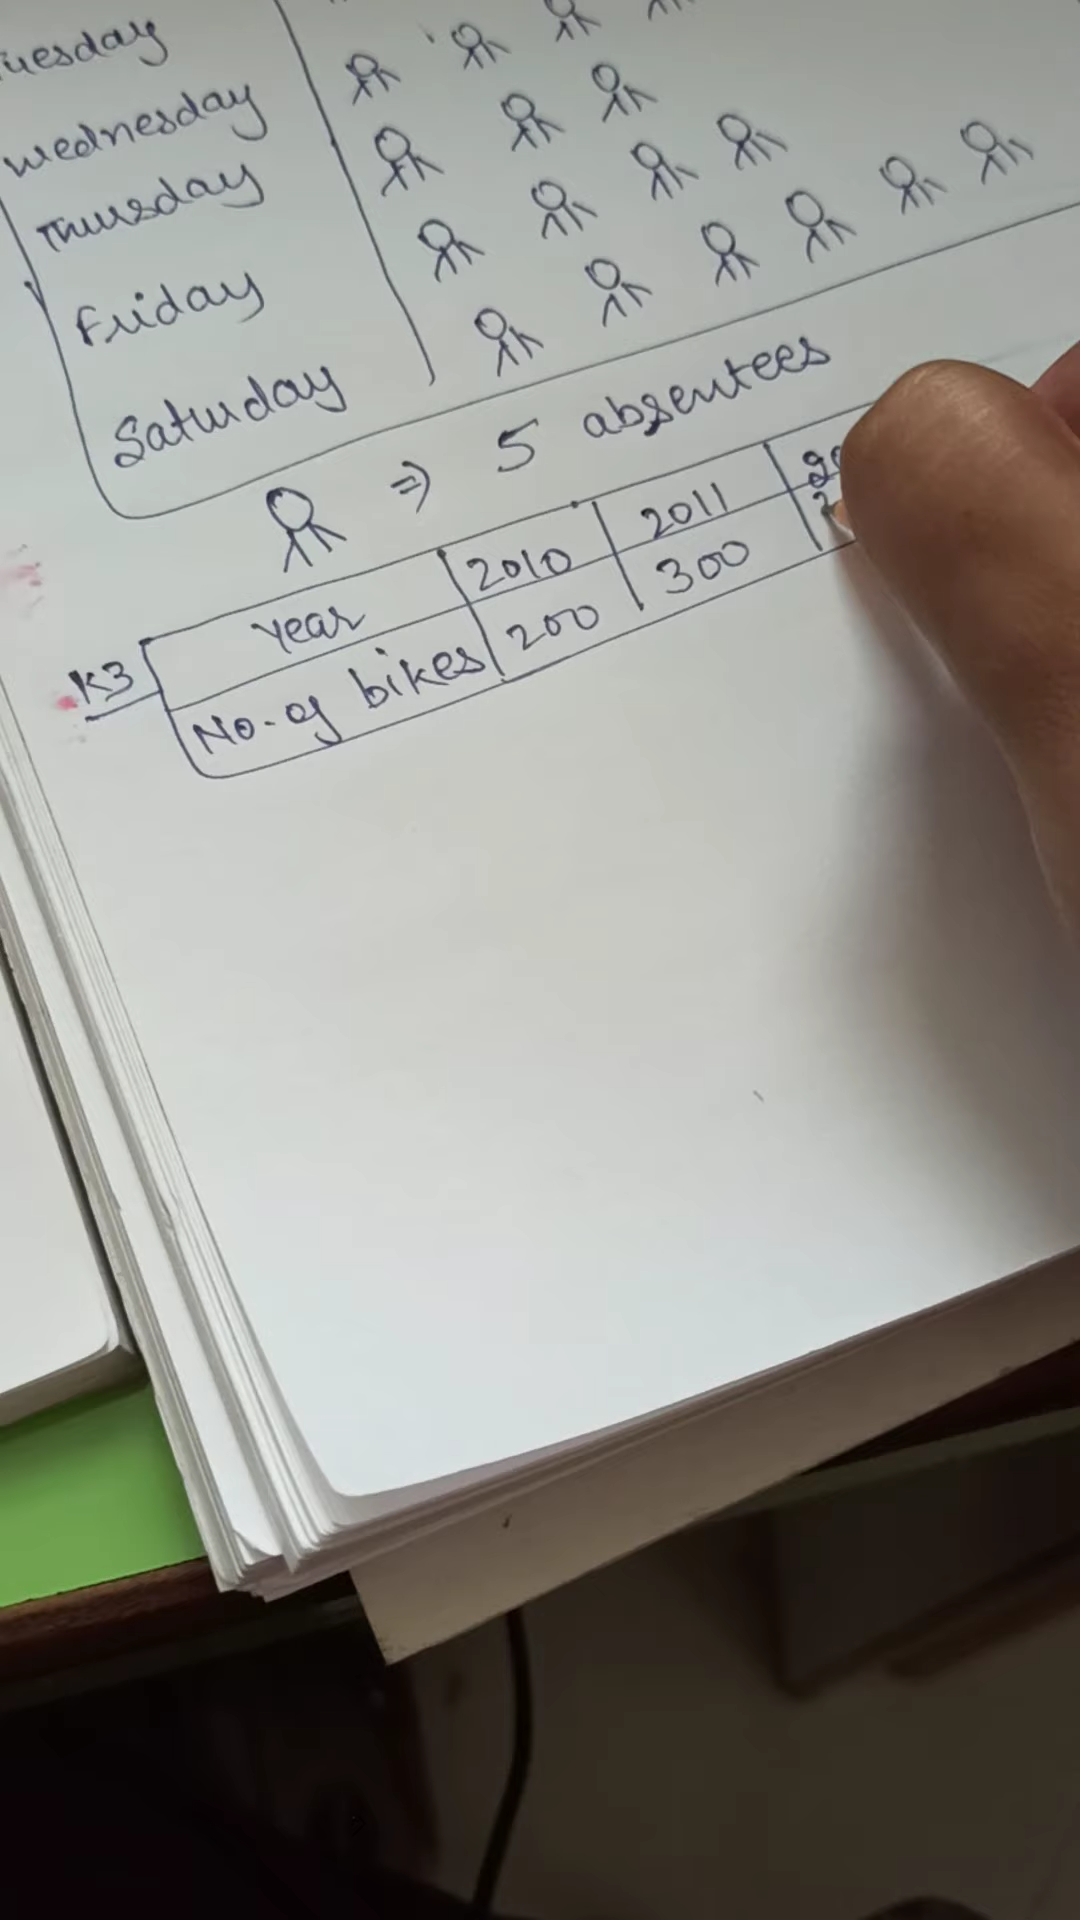 Tuesday
Wednesday
Thursday
Friday
Saturday
=> 5 absentees
K3
Year 2010 2011
No. of bikes 200 300